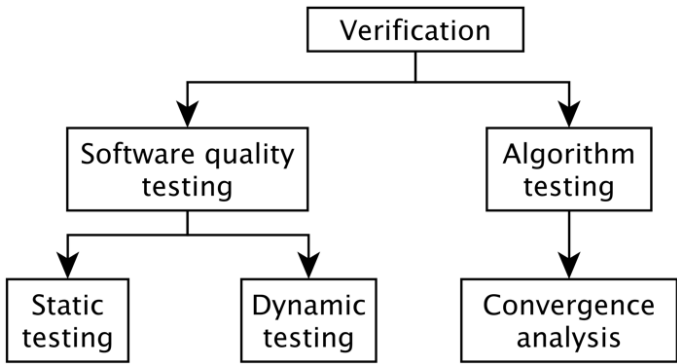 Verification
Software quality
testing
Algorithm
testing
Static
testing
Dynamic
testing
Convergence
analysis